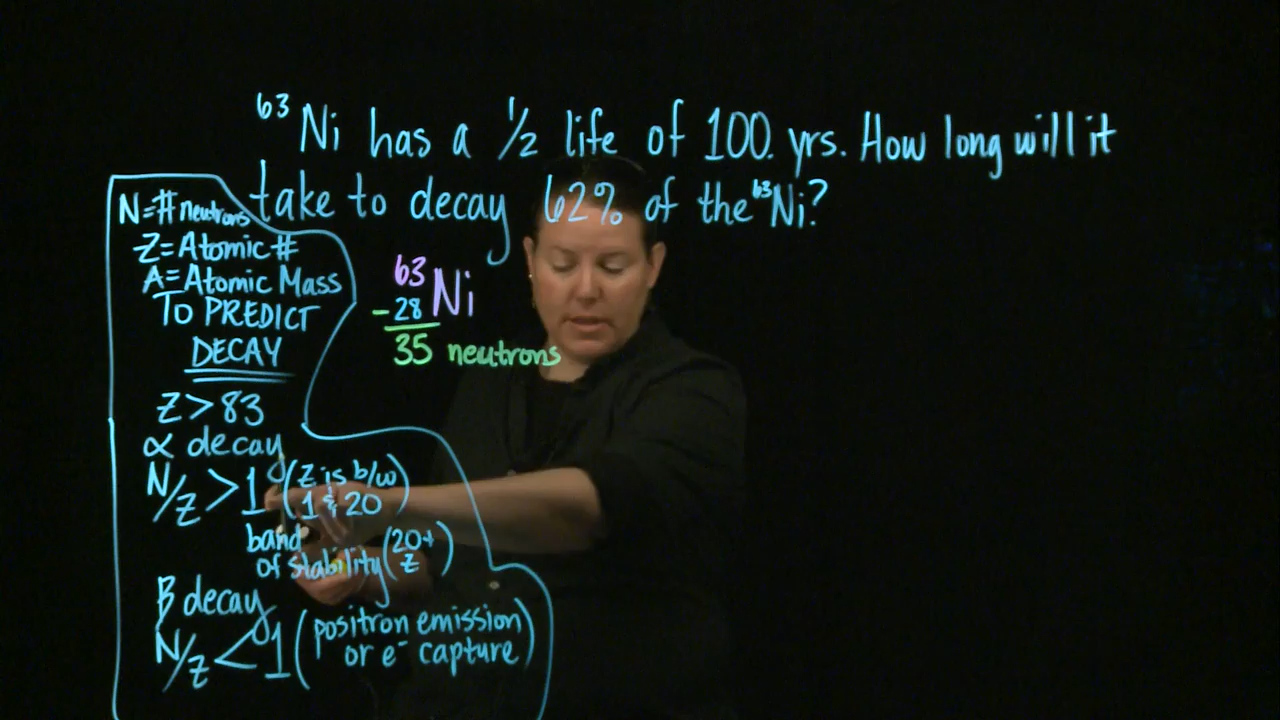 ⁶³Ni has a ½ life of 100. yrs. How long will it
take to decay 62% of the ⁶³Ni?
N=# neutrons
Z=Atomic #
A=Atomic Mass
TO PREDICT
DECAY
Z>83
∝ decay
N/Z >1 (Z is b/w
1 & 20)
band
of stability (20+
Z)
β decay
N/Z <1 (positron emission
or e⁻ capture)
63
-28 Ni
35 neutrons